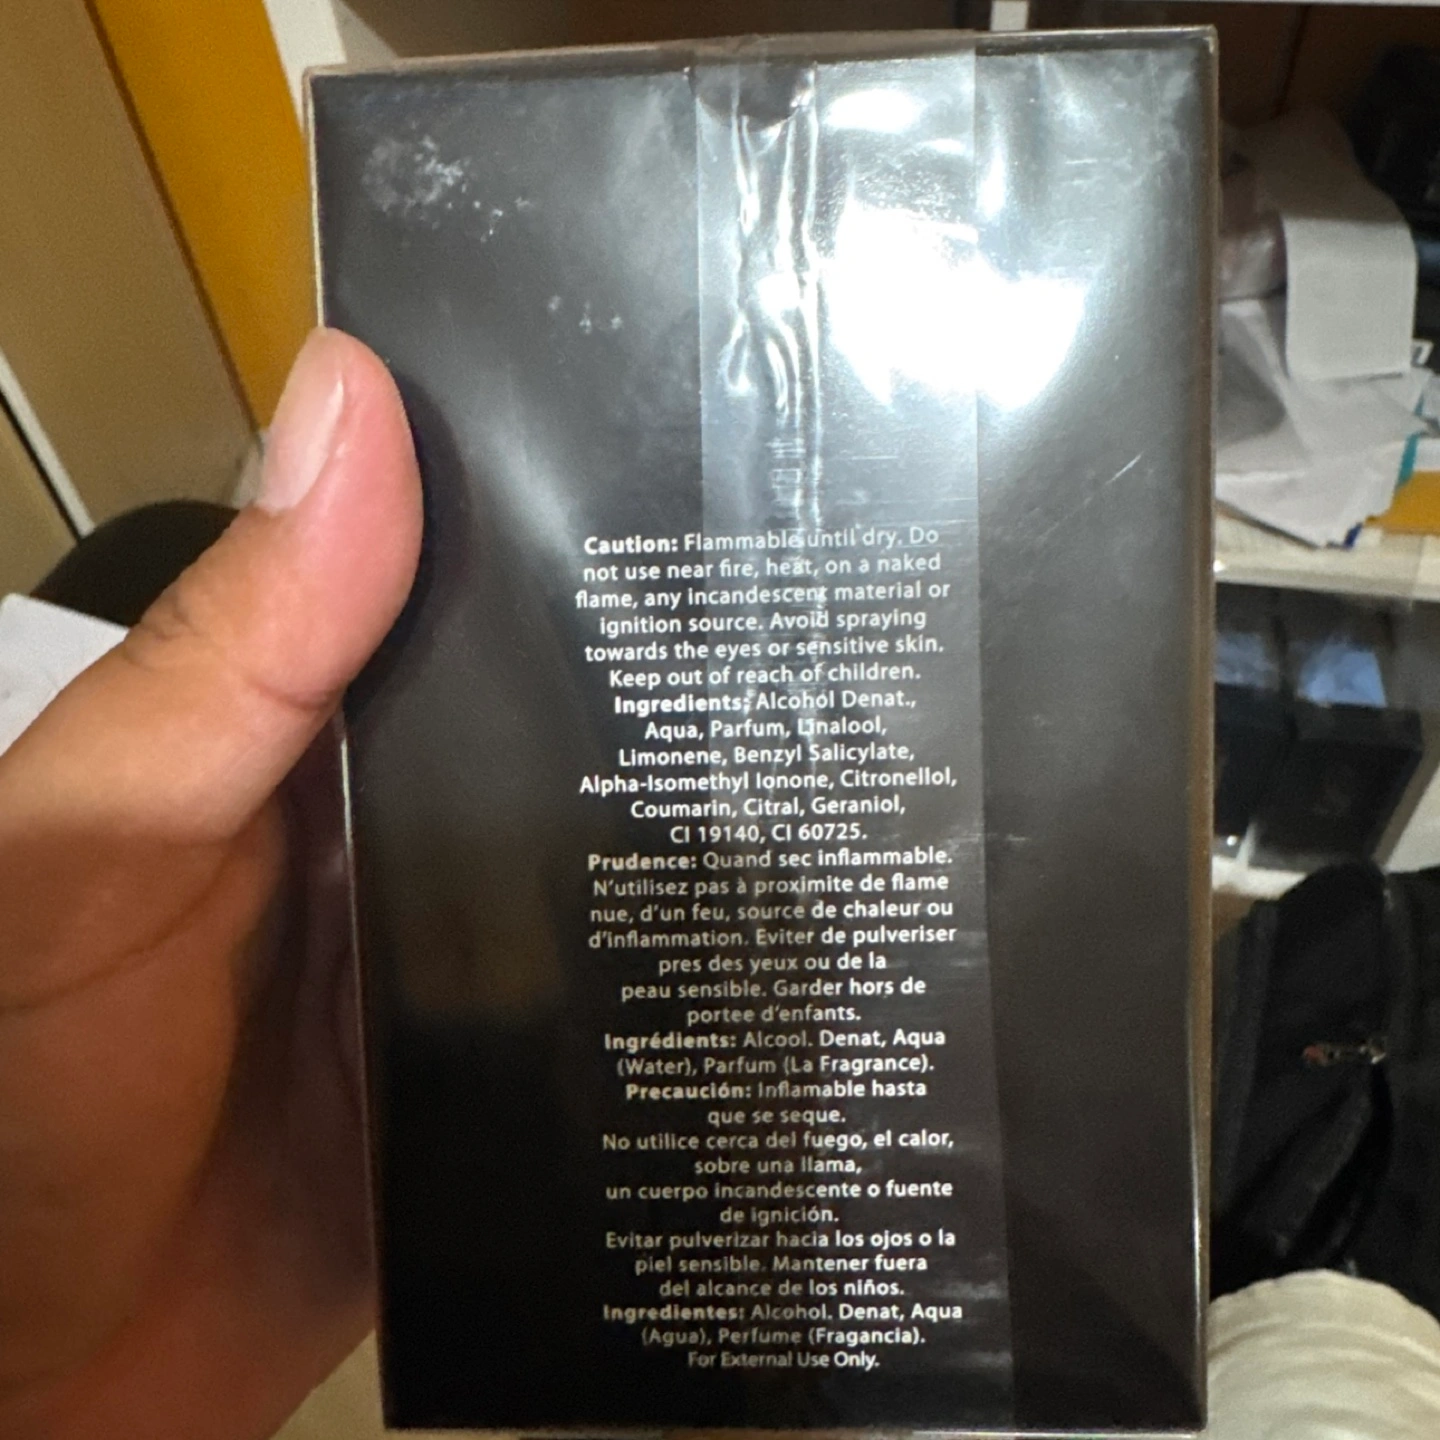 Caution: Flammable until dry. Do
not use near fire, heat, on a naked
flame, any incandescent material or
ignition source. Avoid spraying
towards the eyes or sensitive skin.
Keep out of reach of children.
Ingredients: Alcohol Denat.,
Aqua, Parfum, Linalool,
Limonene, Benzyl Salicylate,
Alpha-Isomethyl Ionone, Citronellol,
Coumarin, Citral, Geraniol,
CI 19140, CI 60725.
Prudence: Quand sec inflammable.
N'utilisez pas à proximite de flame
nue, d'un feu, source de chaleur ou
d'inflammation. Eviter de pulveriser
pres des yeux ou de la
peau sensible. Garder hors de
portee d'enfants.
Ingrédients: Alcool. Denat, Aqua
(Water), Parfum (La Fragrance).
Precaución: Inflamable hasta
que se seque.
No utilice cerca del fuego, el calor,
sobre una llama,
un cuerpo incandescente o fuente
de ignición.
Evitar pulverizar hacia los ojos o la
piel sensible. Mantener fuera
del alcance de los niños.
Ingredientes: Alcohol. Denat, Aqua
(Agua), Perfume (Fragancia).
For External Use Only.